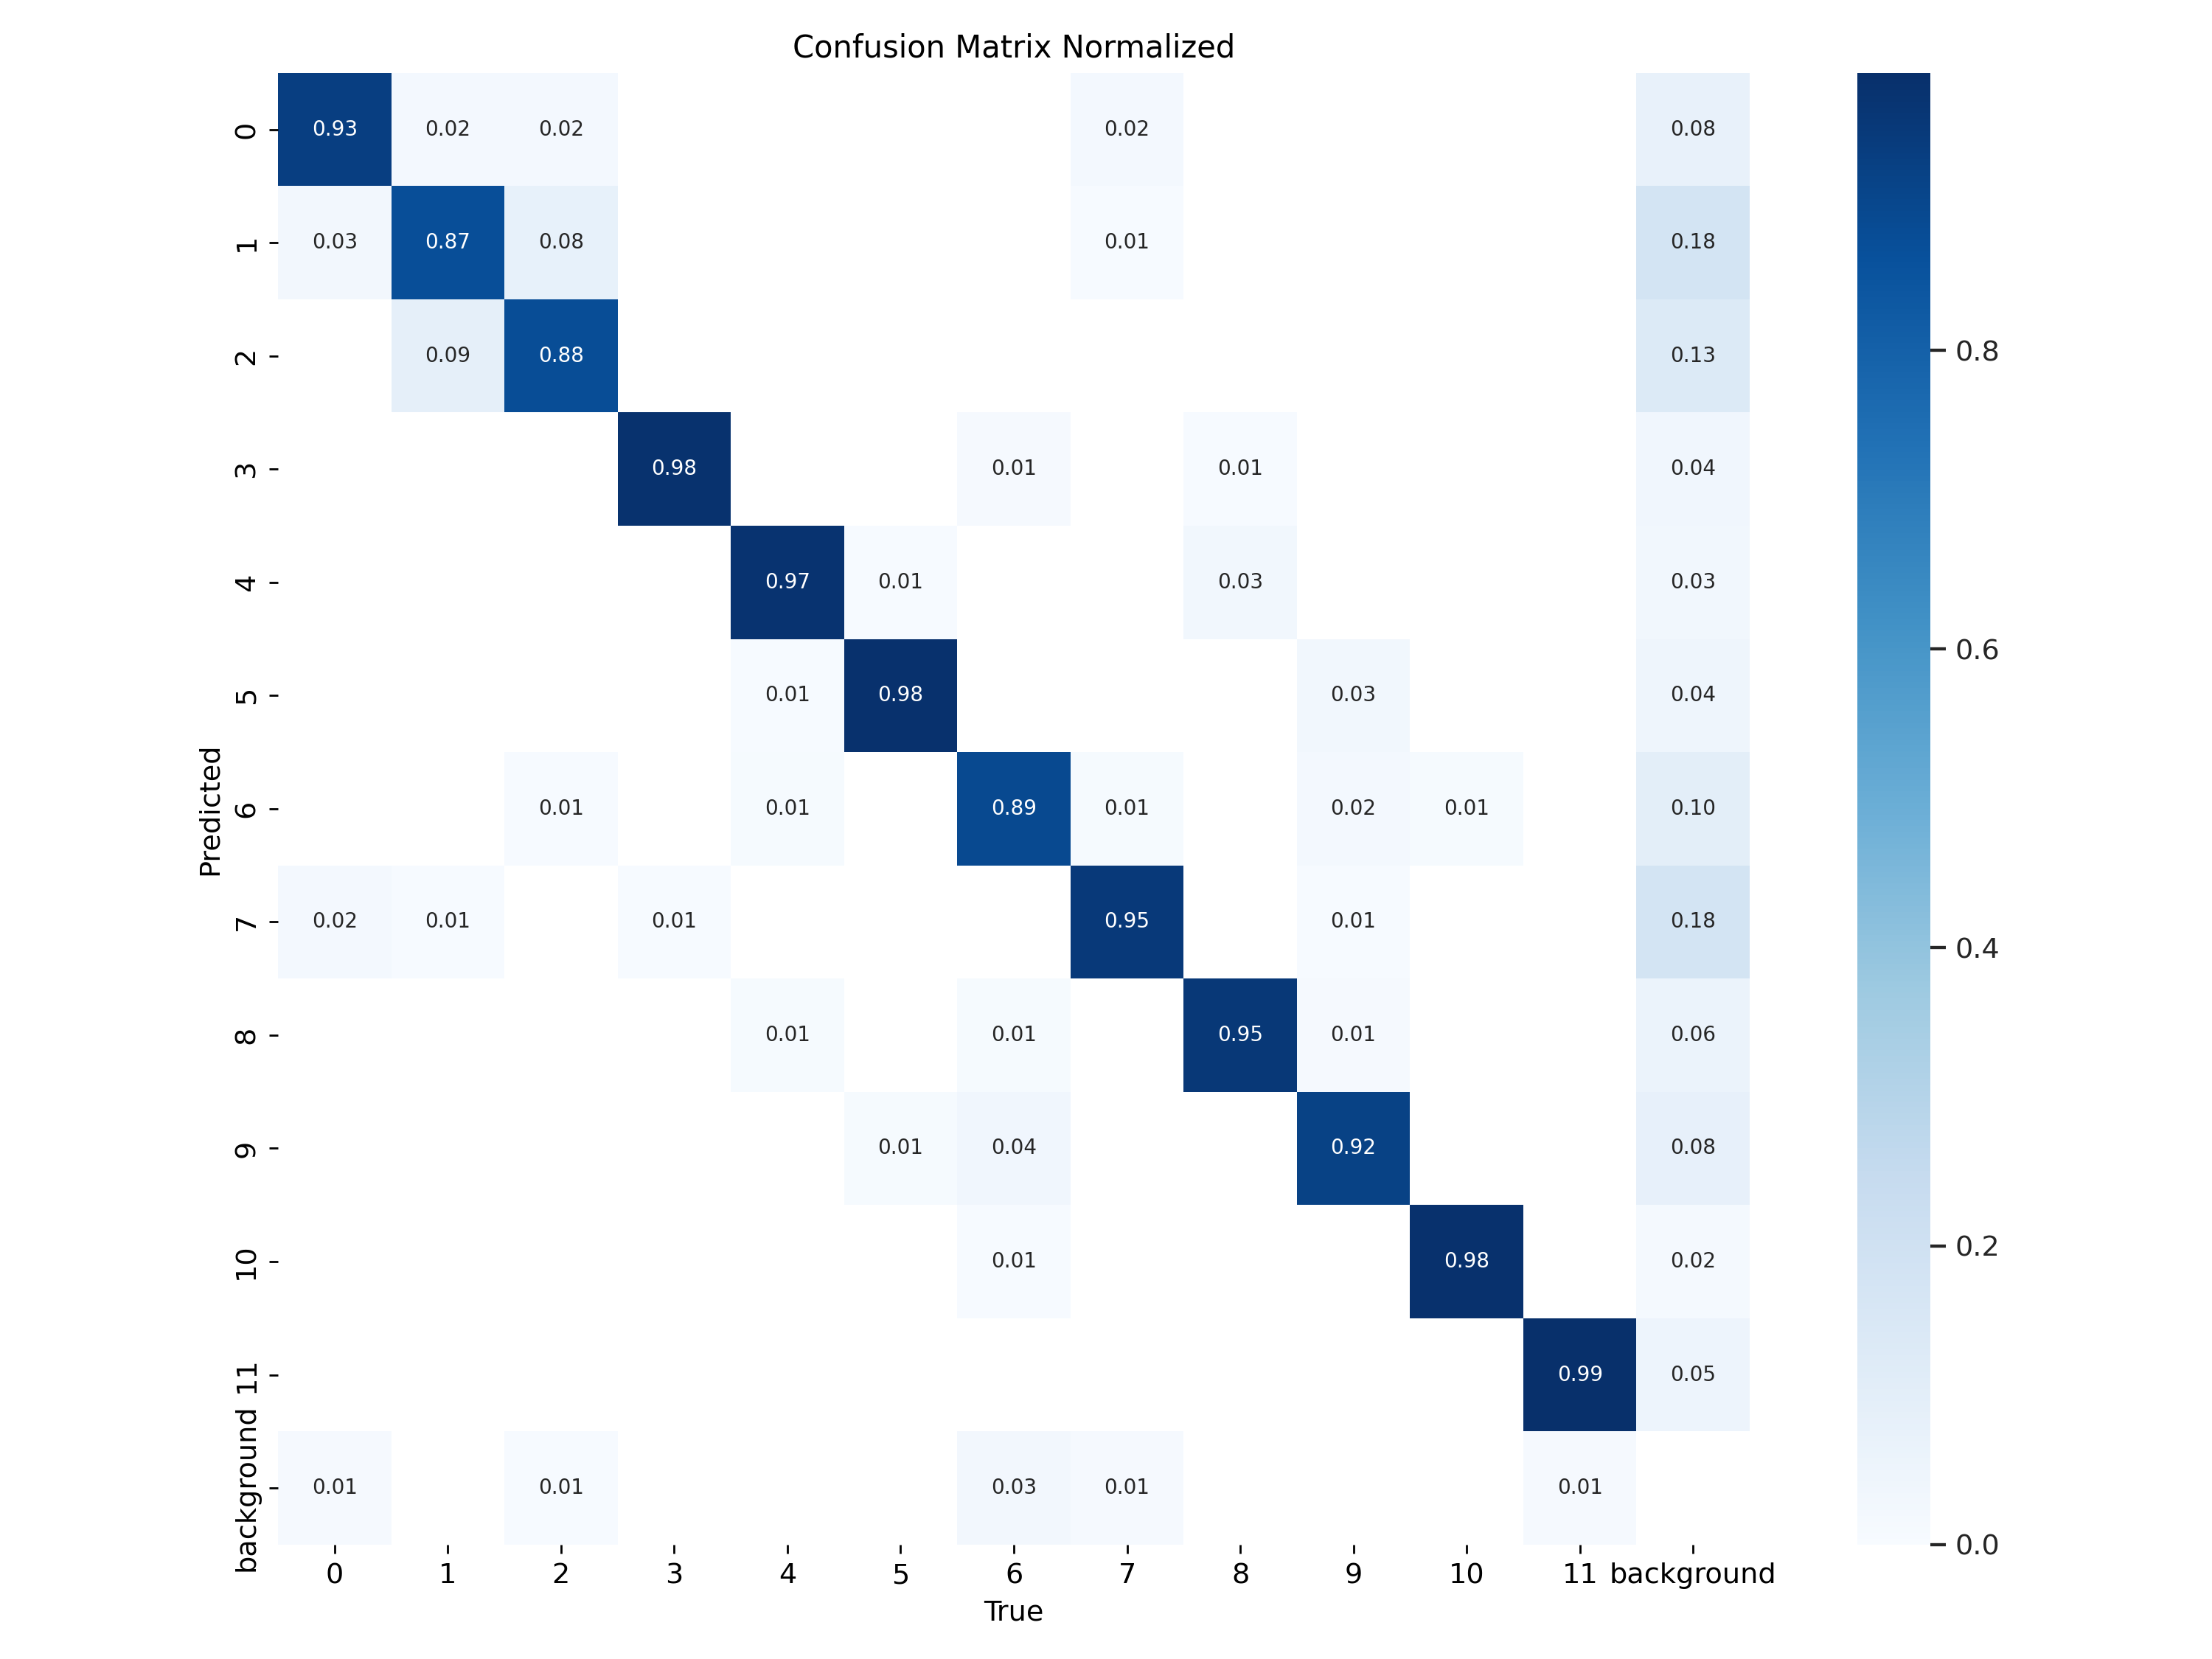 Confusion Matrix Normalized
0 0.93 0.02 0.02 0.02 0.08
1 0.03 0.87 0.08 0.01 0.18
2 0.09 0.88 0.13
3 0.98 0.01 0.01 0.04
4 0.97 0.01 0.03 0.03
5 0.01 0.98 0.03 0.04
6 0.01 0.01 0.89 0.01 0.02 0.01 0.10
7 0.02 0.01 0.01 0.95 0.01 0.18
8 0.01 0.01 0.95 0.01 0.06
9 0.01 0.04 0.92 0.08
10 0.01 0.98 0.02
11 0.99 0.05
background 0.01 0.01 0.03 0.01 0.01
0 1 2 3 4 5 6 7 8 9 10 11 background
True
Predicted
0.8
0.6
0.4
0.2
0.0